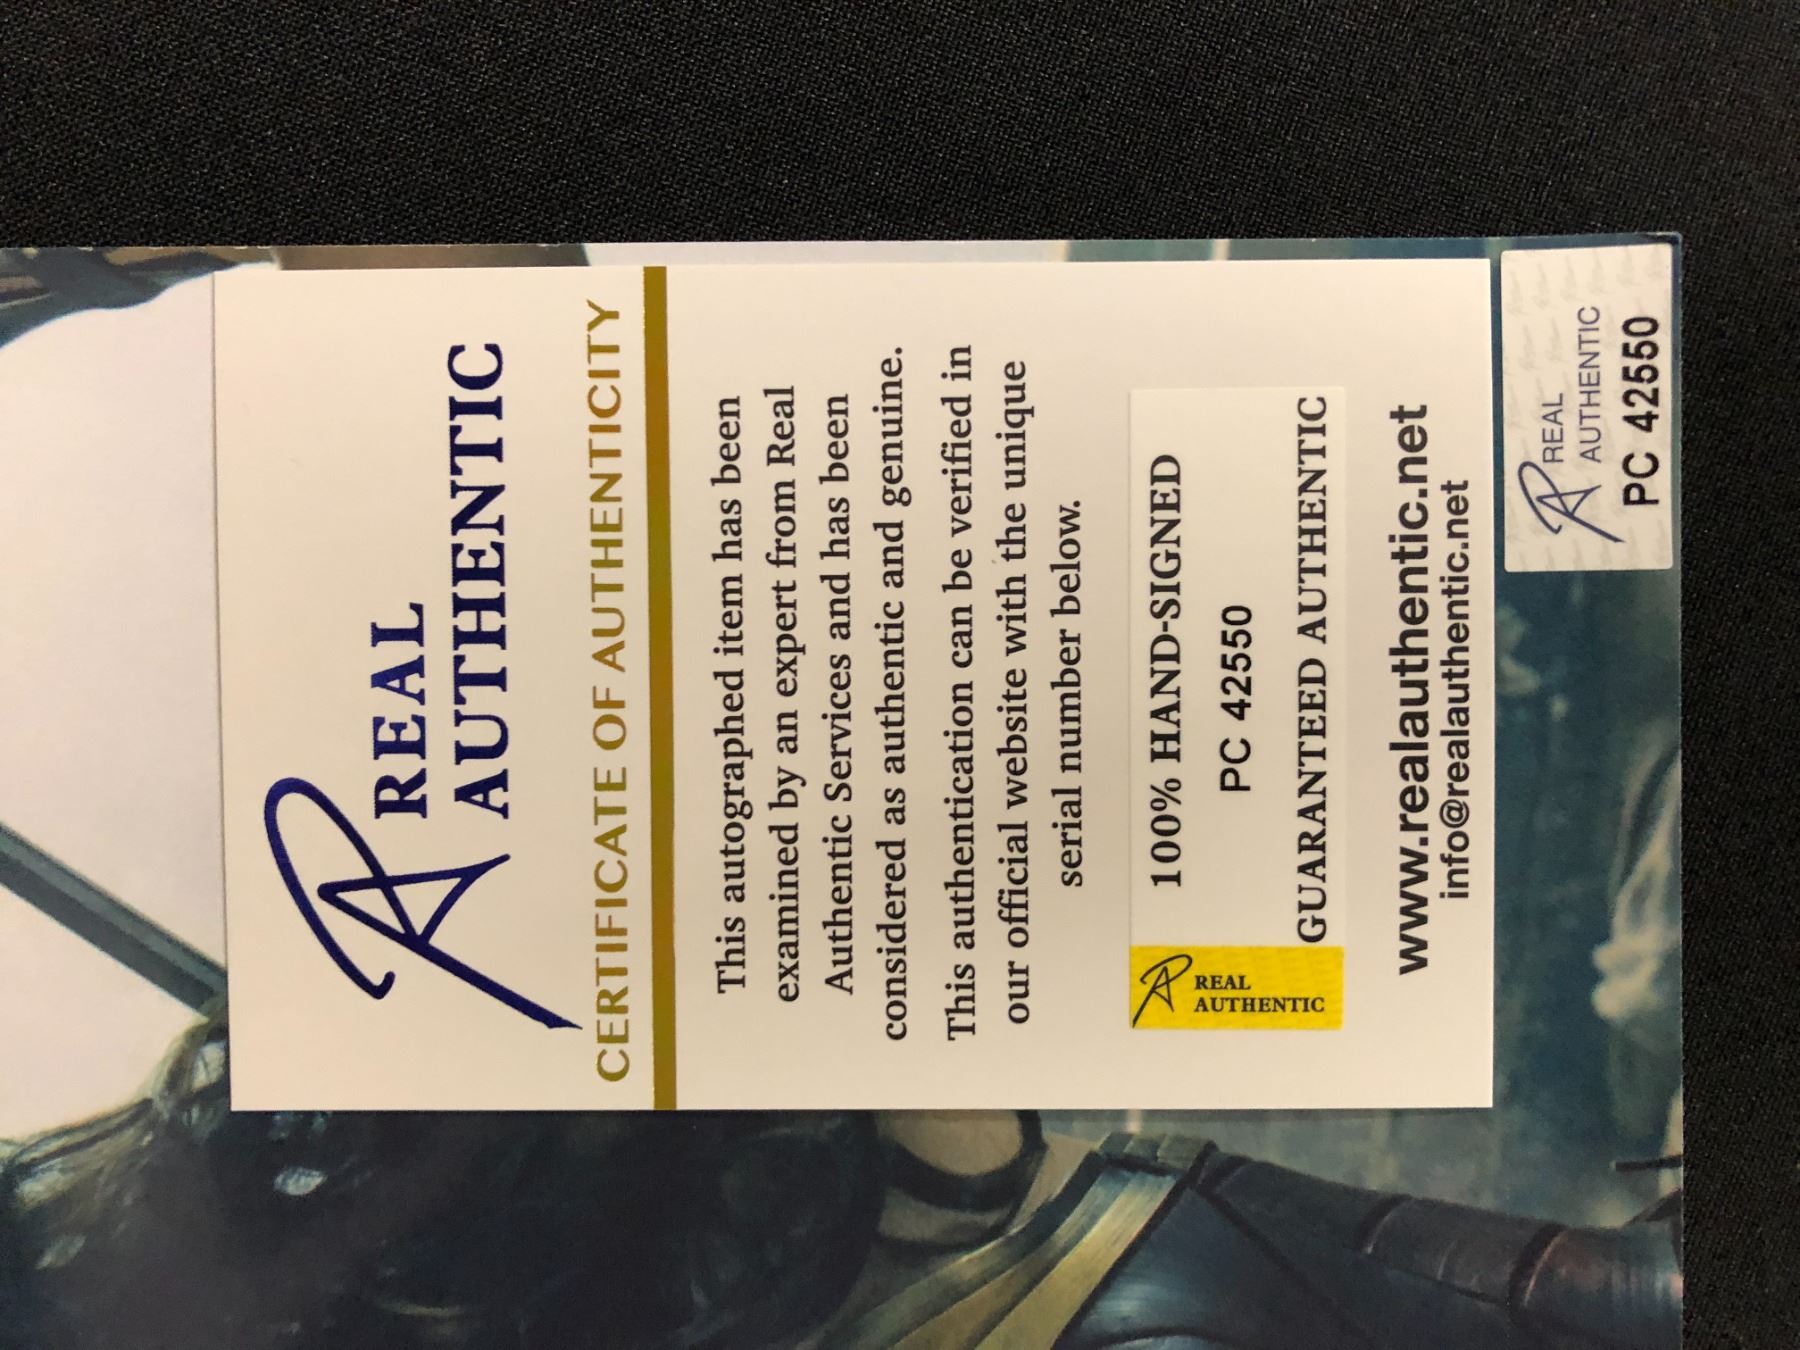 REAL
AUTHENTIC
CERTIFICATE OF AUTHENTICITY
This autographed item has been
examined by an expert from Real
Authentic Services and has been
considered as authentic and genuine.
This authentication can be verified in
our official website with the unique
serial number below.
REAL
AUTHENTIC
100% HAND-SIGNED
PC 42550
GUARANTEED AUTHENTIC
www.realauthentic.net
info@realauthentic.net
REAL
AUTHENTIC
PC 42550